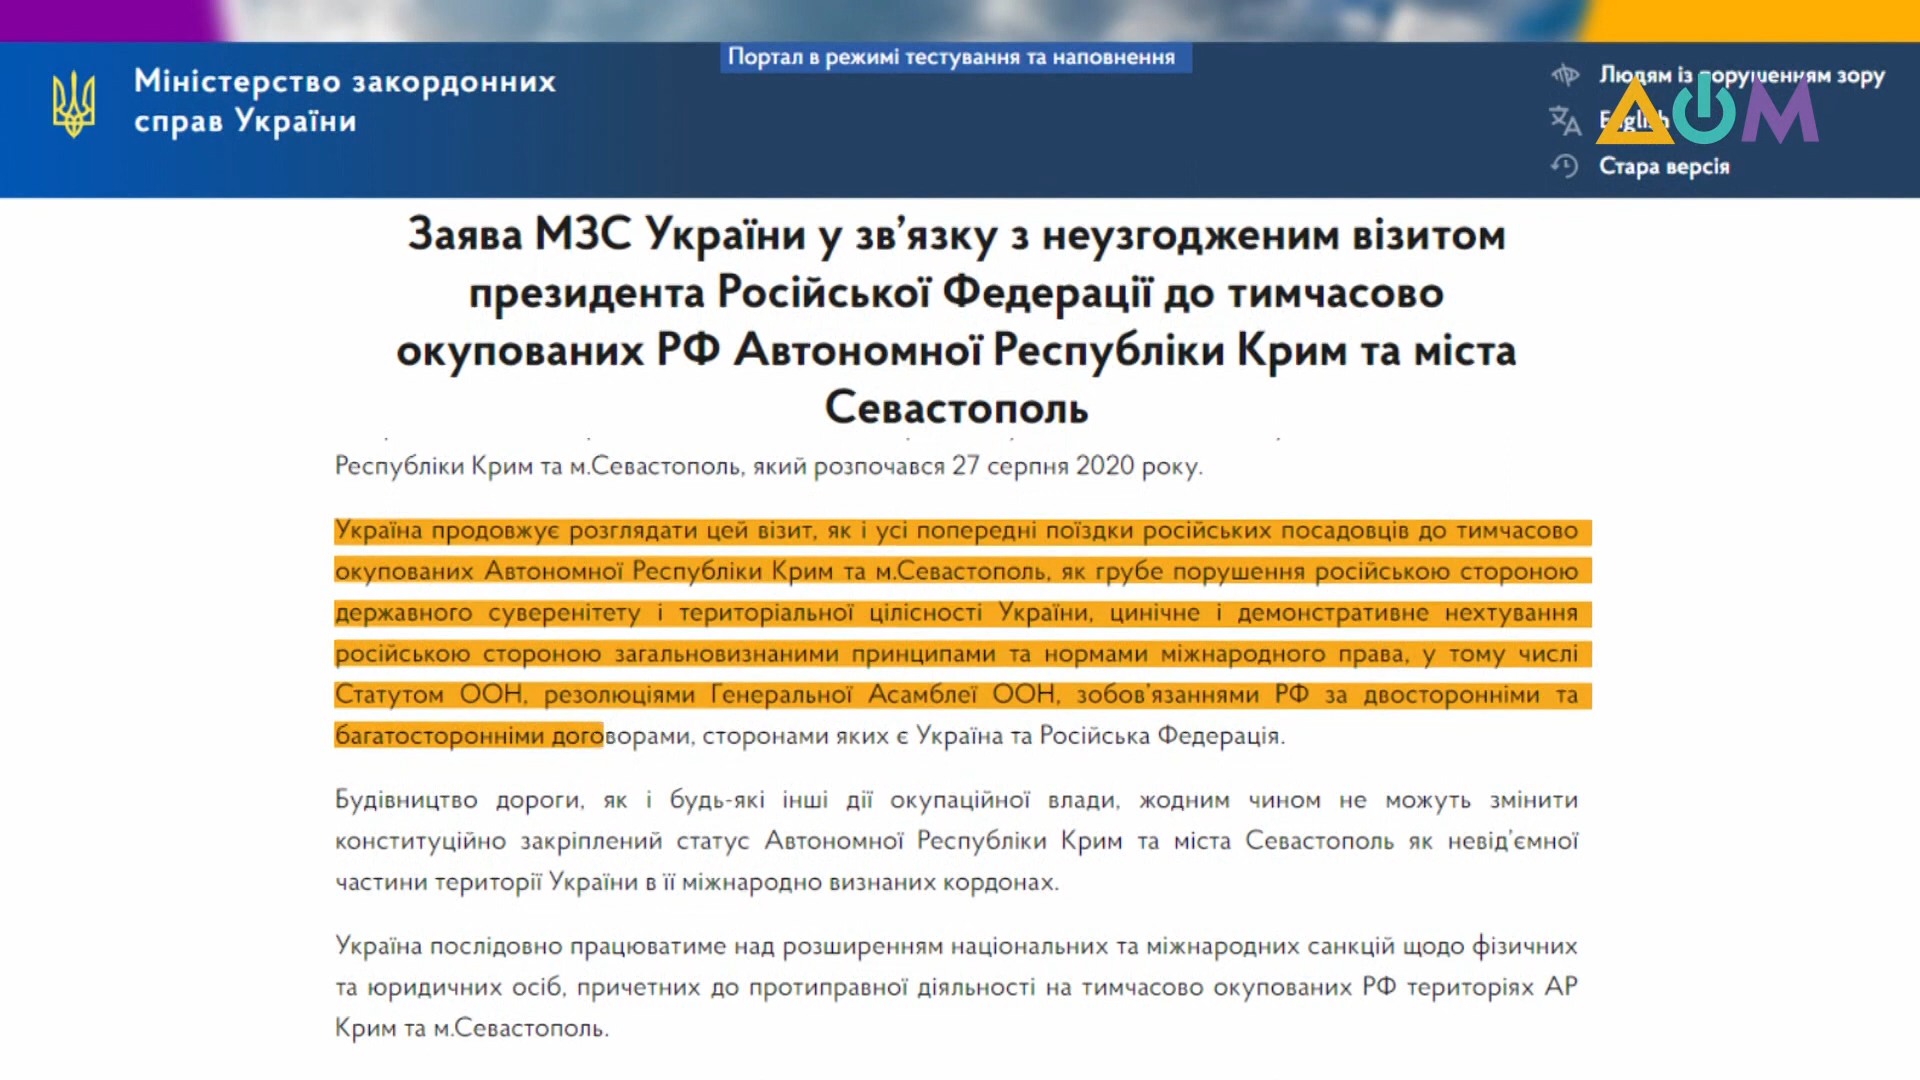 Портал в режимі тестування та наповнення
Міністерство закордонних
справ України
Людям із порушенням зору
English
Стара версія
ДОМ
Заява МЗС України у зв’язку з неузгодженим візитом
президента Російської Федерації до тимчасово
окупованих РФ Автономної Республіки Крим та міста
Севастополь
Республіки Крим та м.Севастополь, який розпочався 27 серпня 2020 року.
Україна продовжує розглядати цей візит, як і усі попередні поїздки російських посадовців до тимчасово
окупованих Автономної Республіки Крим та м.Севастополь, як грубе порушення російською стороною
державного суверенітету і територіальної цілісності України, цинічне і демонстративне нехтування
російською стороною загальновизнаними принципами та нормами міжнародного права, у тому числі
Статутом ООН, резолюціями Генеральної Асамблеї ООН, зобов’язаннями РФ за двосторонніми та
багатосторонніми договорами, сторонами яких є Україна та Російська Федерація.
Будівництво дороги, як і будь-які інші дії окупаційної влади, жодним чином не можуть змінити
конституційно закріплений статус Автономної Республіки Крим та міста Севастополь як невід’ємної
частини території України в її міжнародно визнаних кордонах.
Україна послідовно працюватиме над розширенням національних та міжнародних санкцій щодо фізичних
та юридичних осіб, причетних до протиправної діяльності на тимчасово окупованих РФ територіях АР
Крим та м.Севастополь.